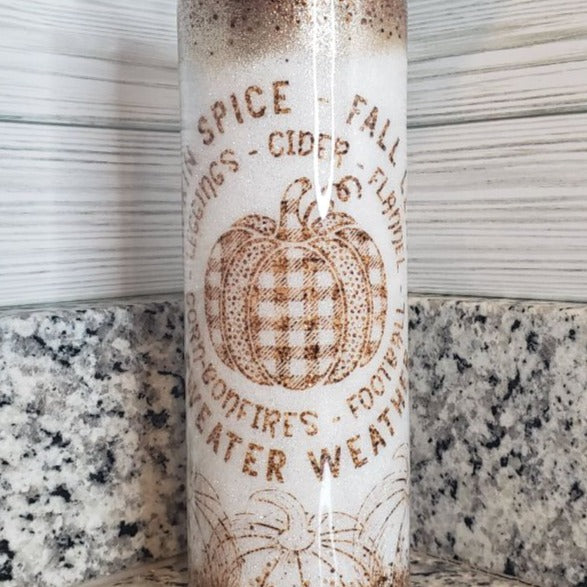 SPICE - FALL
LEGGINGS - CIDER - FLANNEL
BONFIRES - FOOTBALL
SWEATER WEATHER